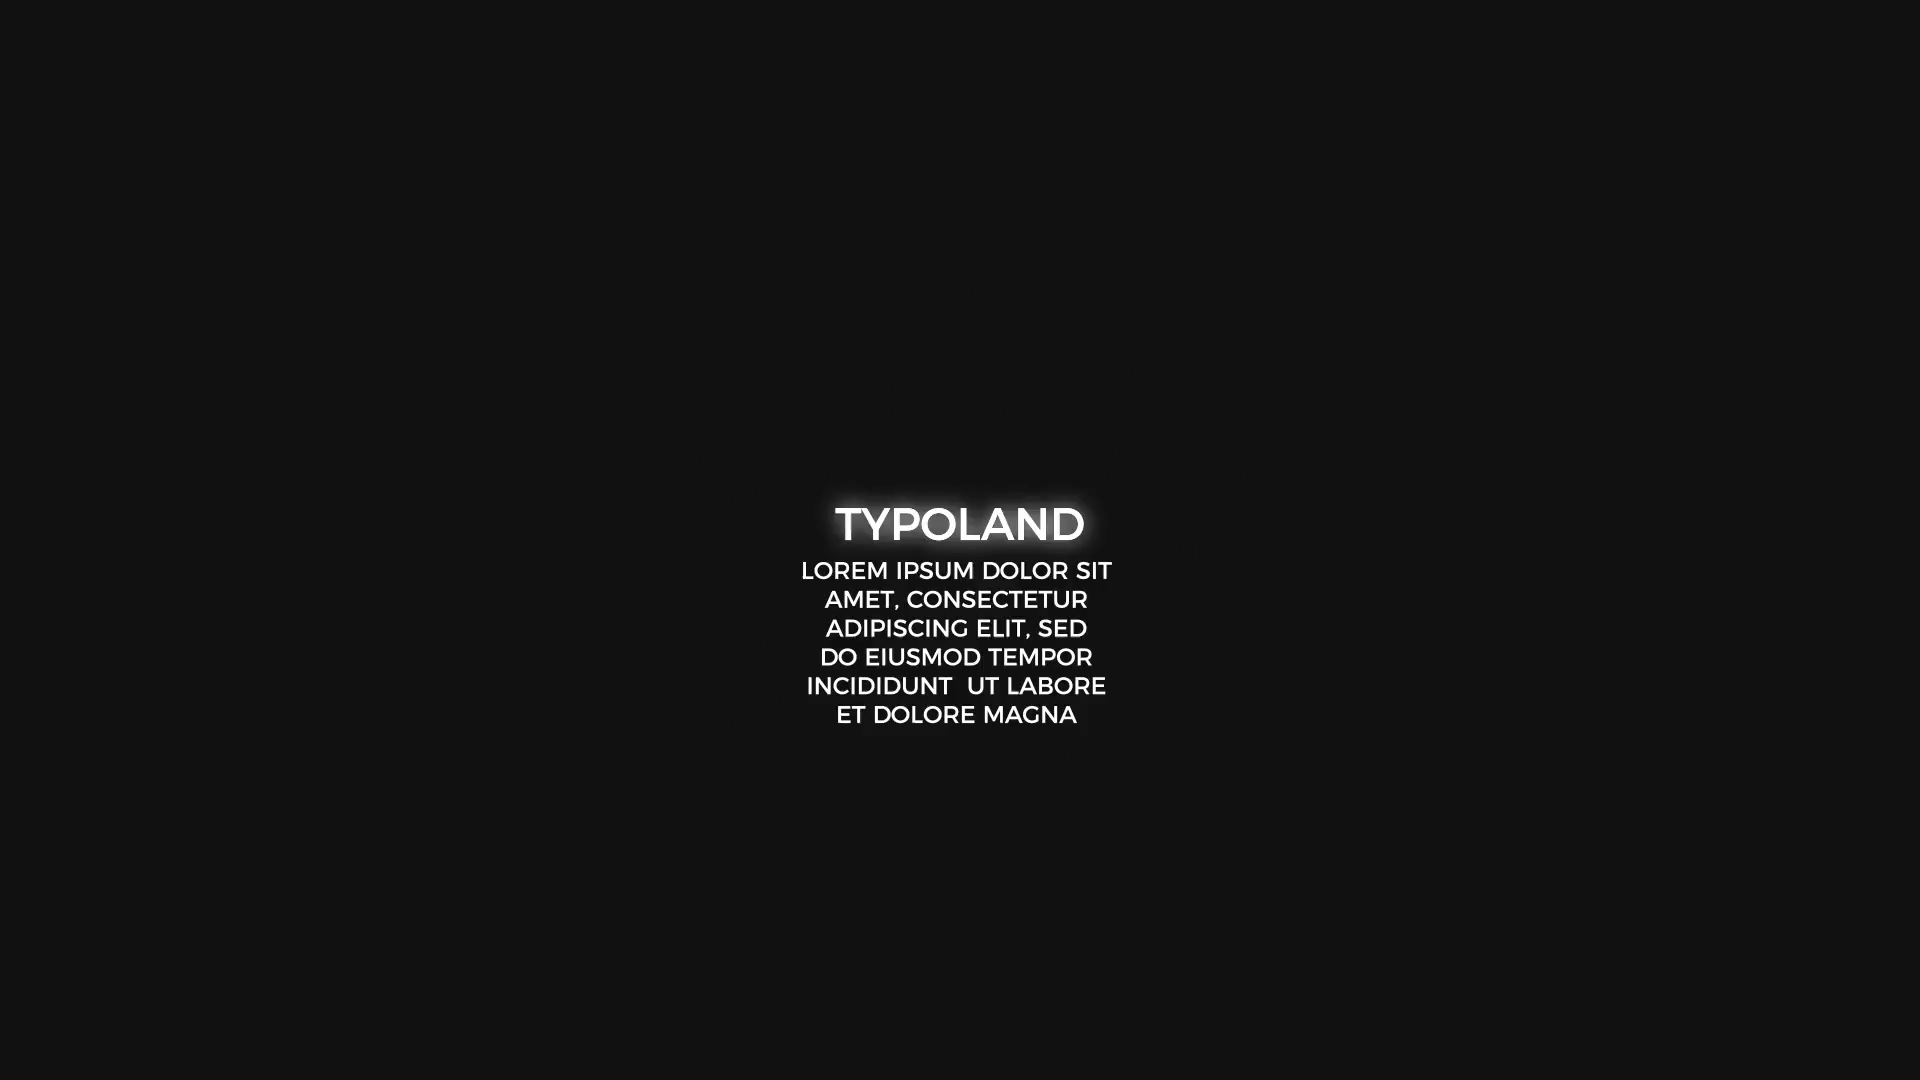 TYPOLAND
LOREM IPSUM DOLOR SIT
AMET, CONSECTETUR
ADIPISCING ELIT, SED
DO EIUSMOD TEMPOR
INCIDIDUNT  UT LABORE
ET DOLORE MAGNA